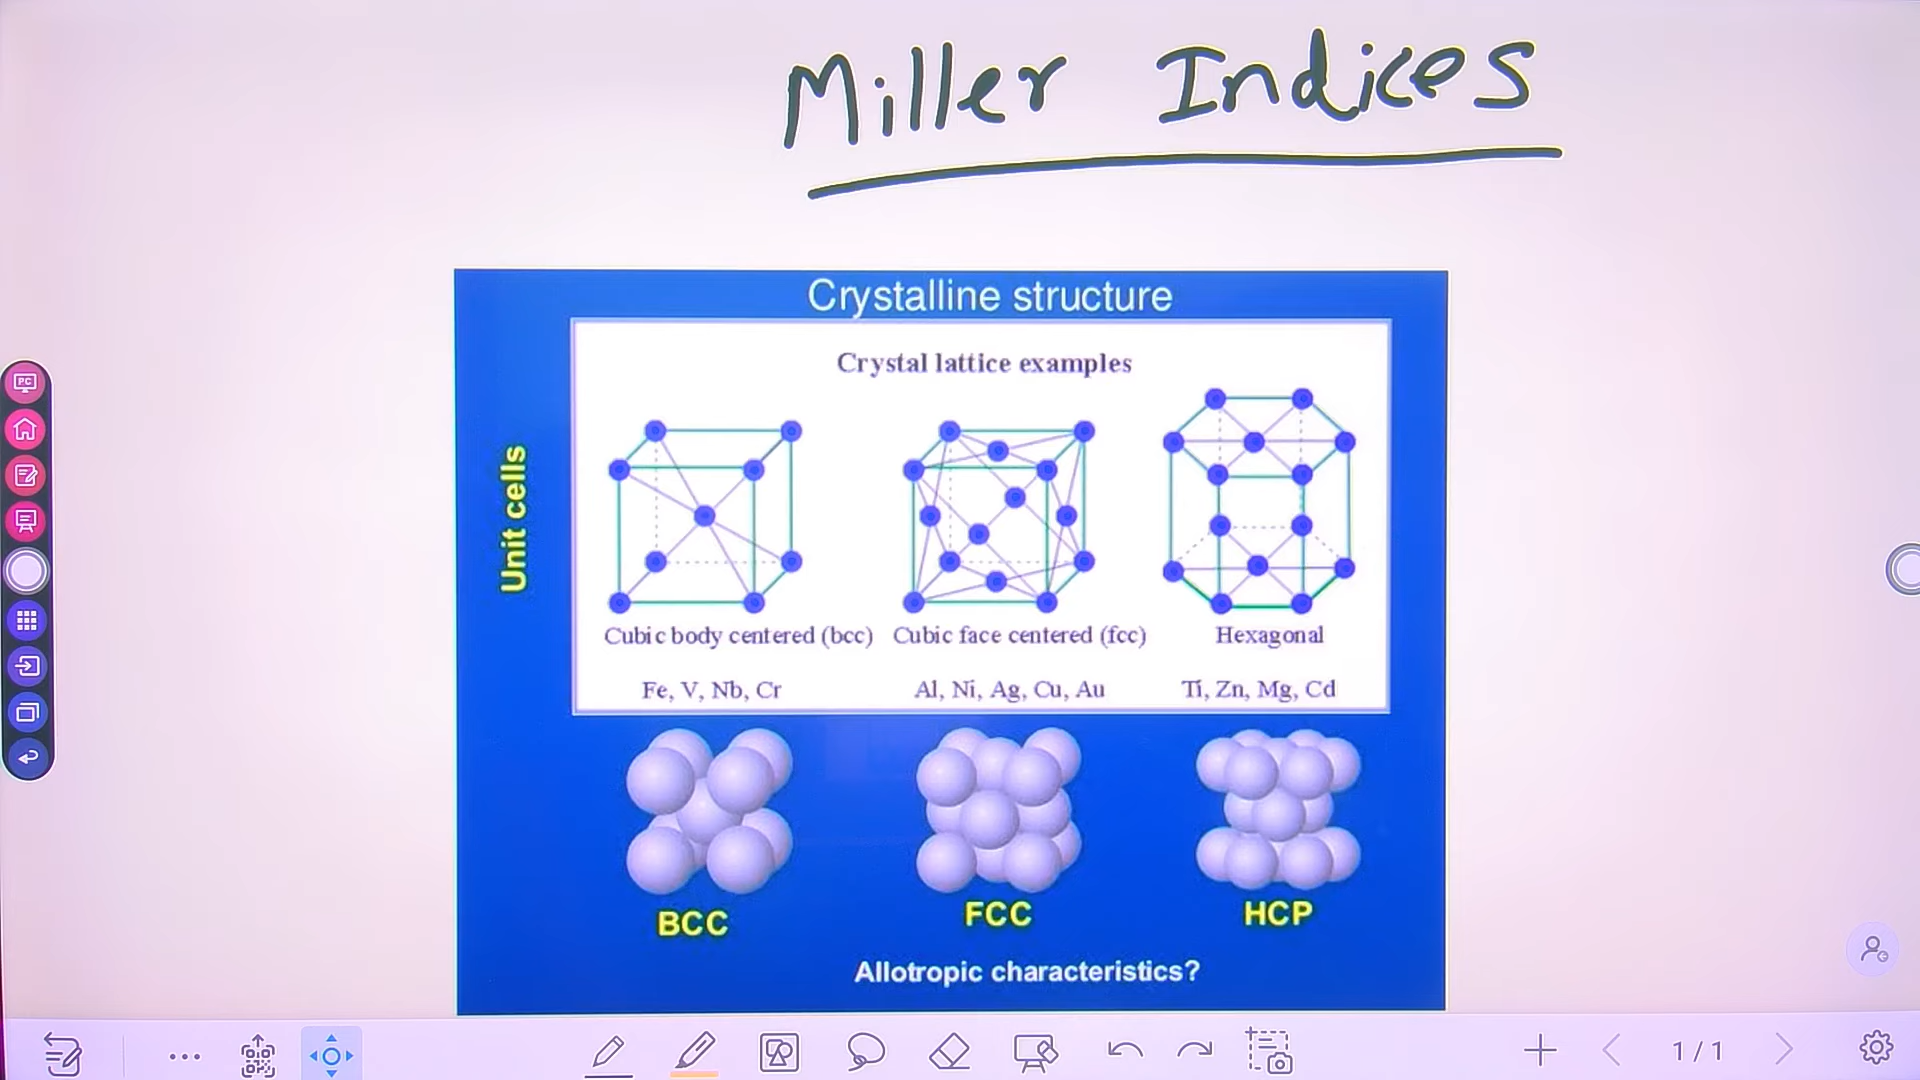 Miller Indices
Crystalline structure
Crystal lattice examples
Unit cells
Cubic body centered (bcc) Cubic face centered (fcc) Hexagonal
Fe, V, Nb, Cr Al, Ni, Ag, Cu, Au Ti, Zn, Mg, Cd
BCC FCC HCP
Allotropic characteristics?
PC
1 / 1